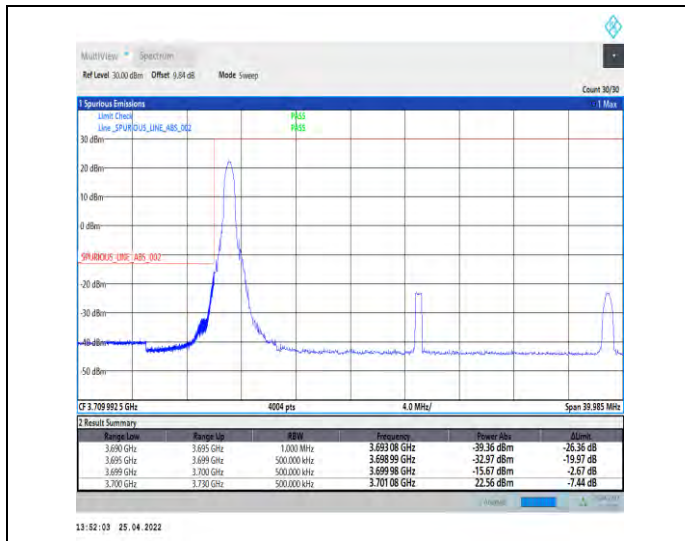 MultiView Spectrum
Ref Level 30.00 dBm Offset 9.84 dB Mode Sweep
Count 30/30
1 Spurious Emissions 1 Max
Limit Check PASS
Line _SPURIOUS_LINE_ABS_002 PASS
30 dBm
20 dBm
10 dBm
0 dBm
SPURIOUS_LINE_ABS_002
-20 dBm
-30 dBm
-40 dBm
-50 dBm
CF 3.709 992 5 GHz 4004 pts 4.0 MHz/ Span 39.985 MHz
2 Result Summary
Range Low Range Up RBW Frequency Power Abs ΔLimit
3.690 GHz 3.695 GHz 1.000 MHz 3.693 08 GHz -39.36 dBm -26.36 dB
3.695 GHz 3.699 GHz 500.000 kHz 3.698 99 GHz -32.97 dBm -19.97 dB
3.699 GHz 3.700 GHz 500.000 kHz 3.699 98 GHz -15.67 dBm -2.67 dB
3.700 GHz 3.730 GHz 500.000 kHz 3.701 08 GHz 22.56 dBm -7.44 dB
13:52:03 25.04.2022